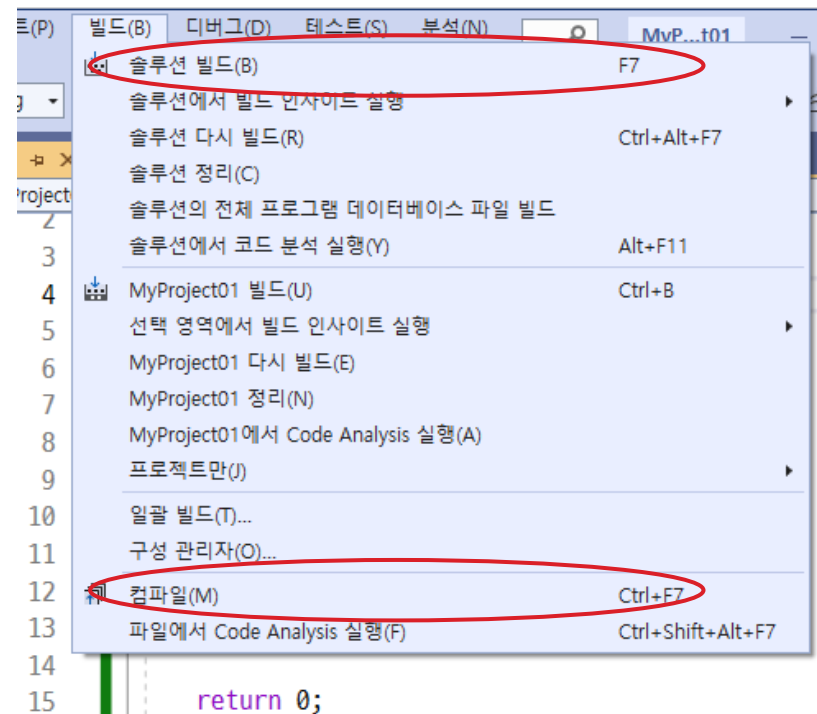 트(P) 빌드(B) 디버그(D) 테스트(S) 분석(N) MyP...t01
솔루션 빌드(B) F7
솔루션에서 빌드 인사이트 실행
솔루션 다시 빌드(R) Ctrl+Alt+F7
솔루션 정리(C)
솔루션의 전체 프로그램 데이터베이스 파일 빌드
2
솔루션에서 코드 분석 실행(Y) Alt+F11
3
4 MyProject01 빌드(U) Ctrl+B
5 선택 영역에서 빌드 인사이트 실행
6 MyProject01 다시 빌드(E)
7 MyProject01 정리(N)
8 MyProject01에서 Code Analysis 실행(A)
9 프로젝트만(J)
10 일괄 빌드(T)...
11 구성 관리자(O)...
12 컴파일(M) Ctrl+F7
13 파일에서 Code Analysis 실행(F) Ctrl+Shift+Alt+F7
14
15 return 0;